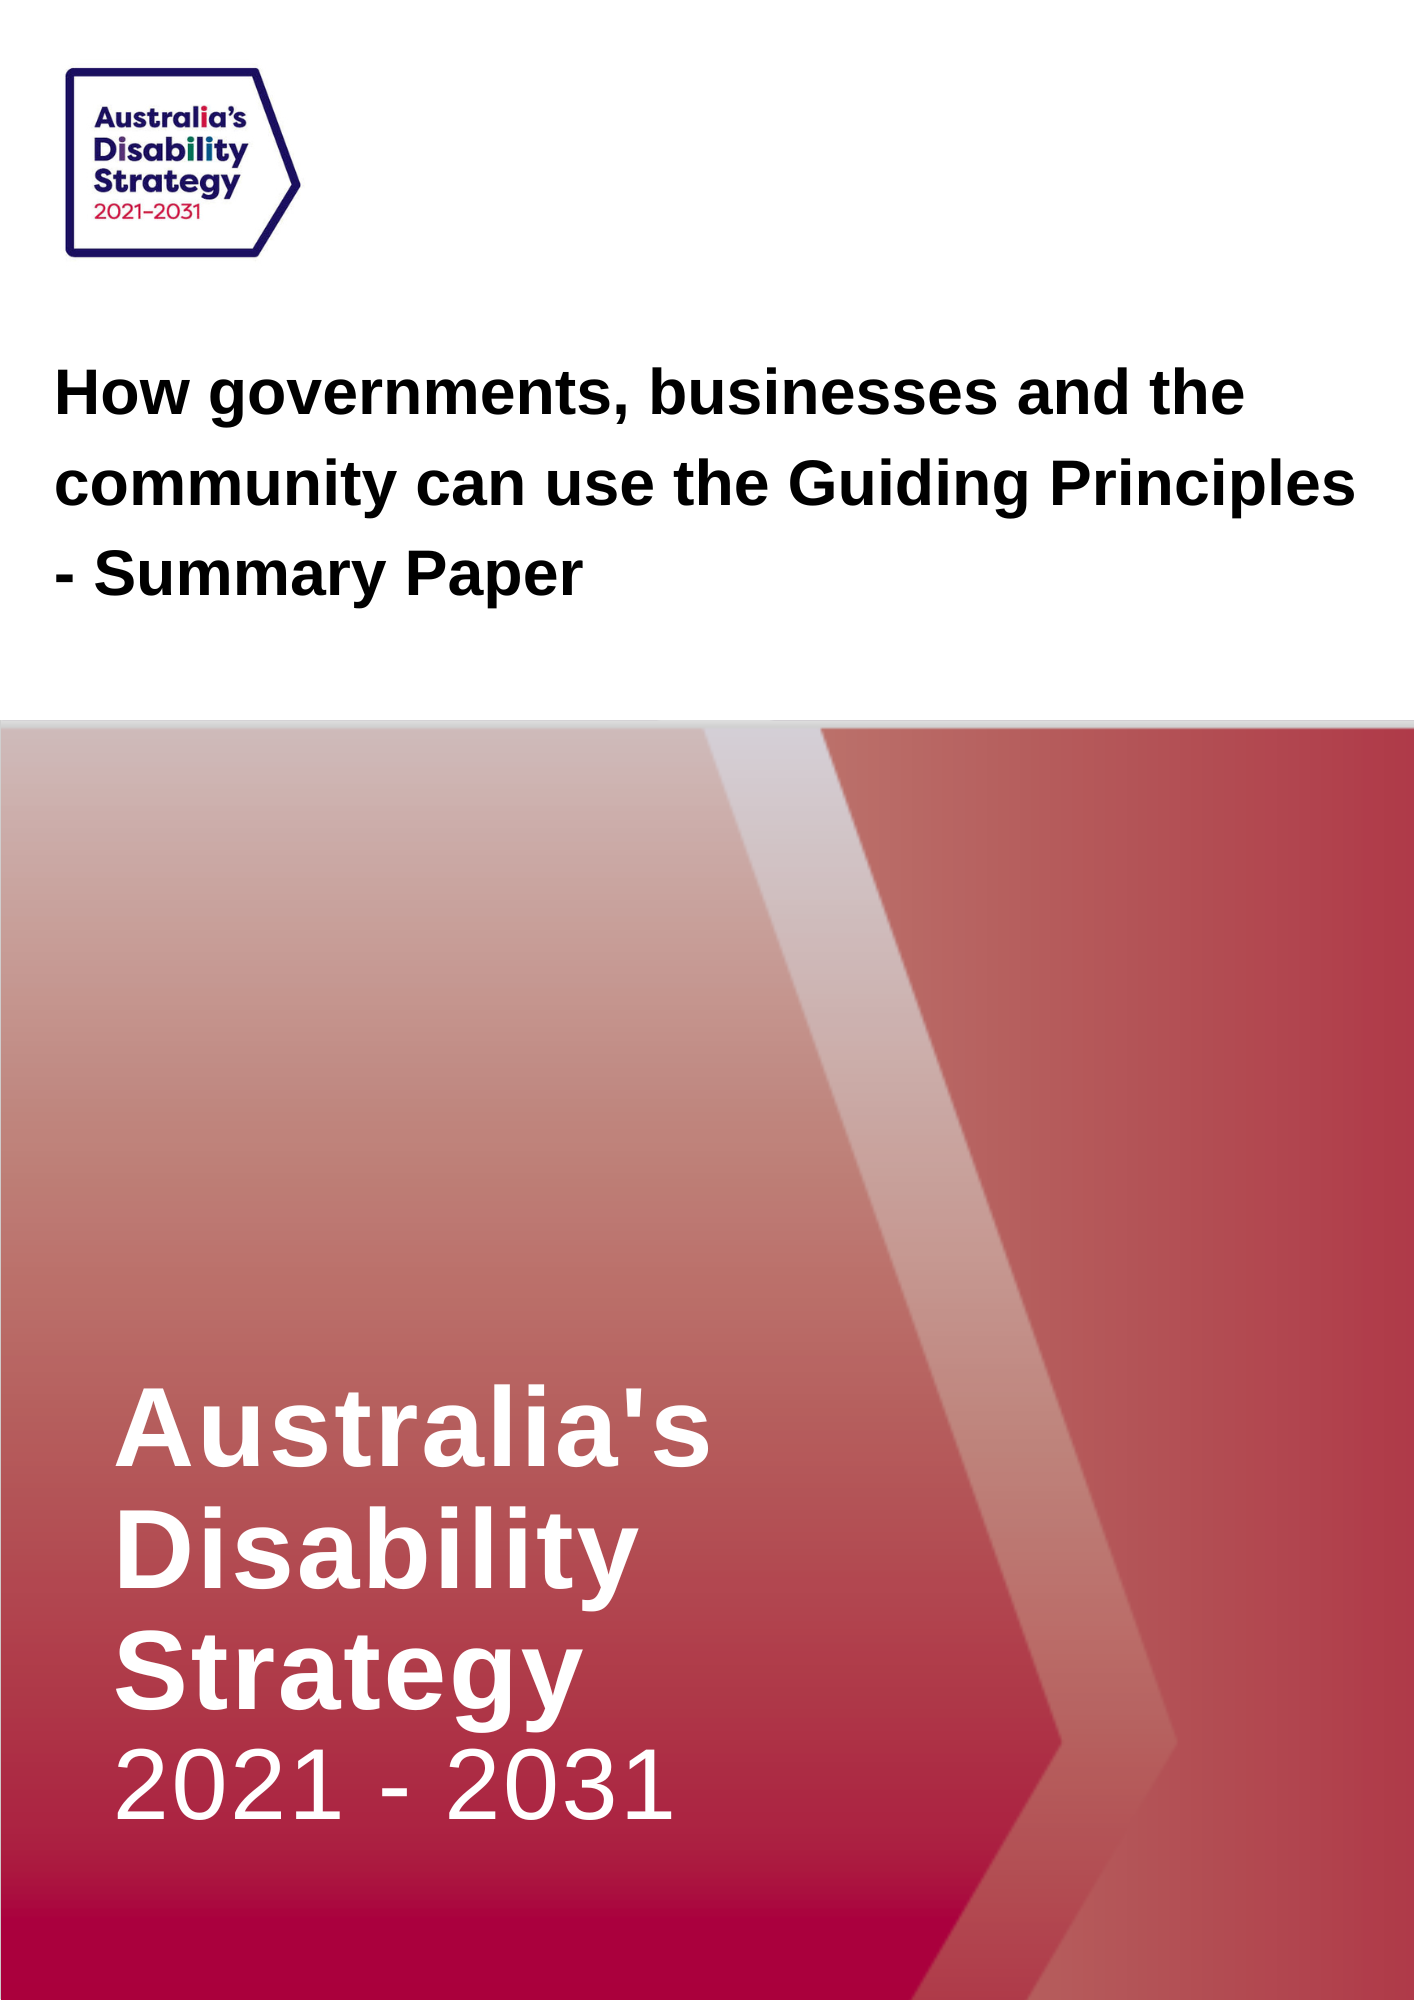 Australia’s
Disability
Strategy
2021–2031
How governments, businesses and the
community can use the Guiding Principles
- Summary Paper
Australia's
Disability
Strategy
2021 - 2031